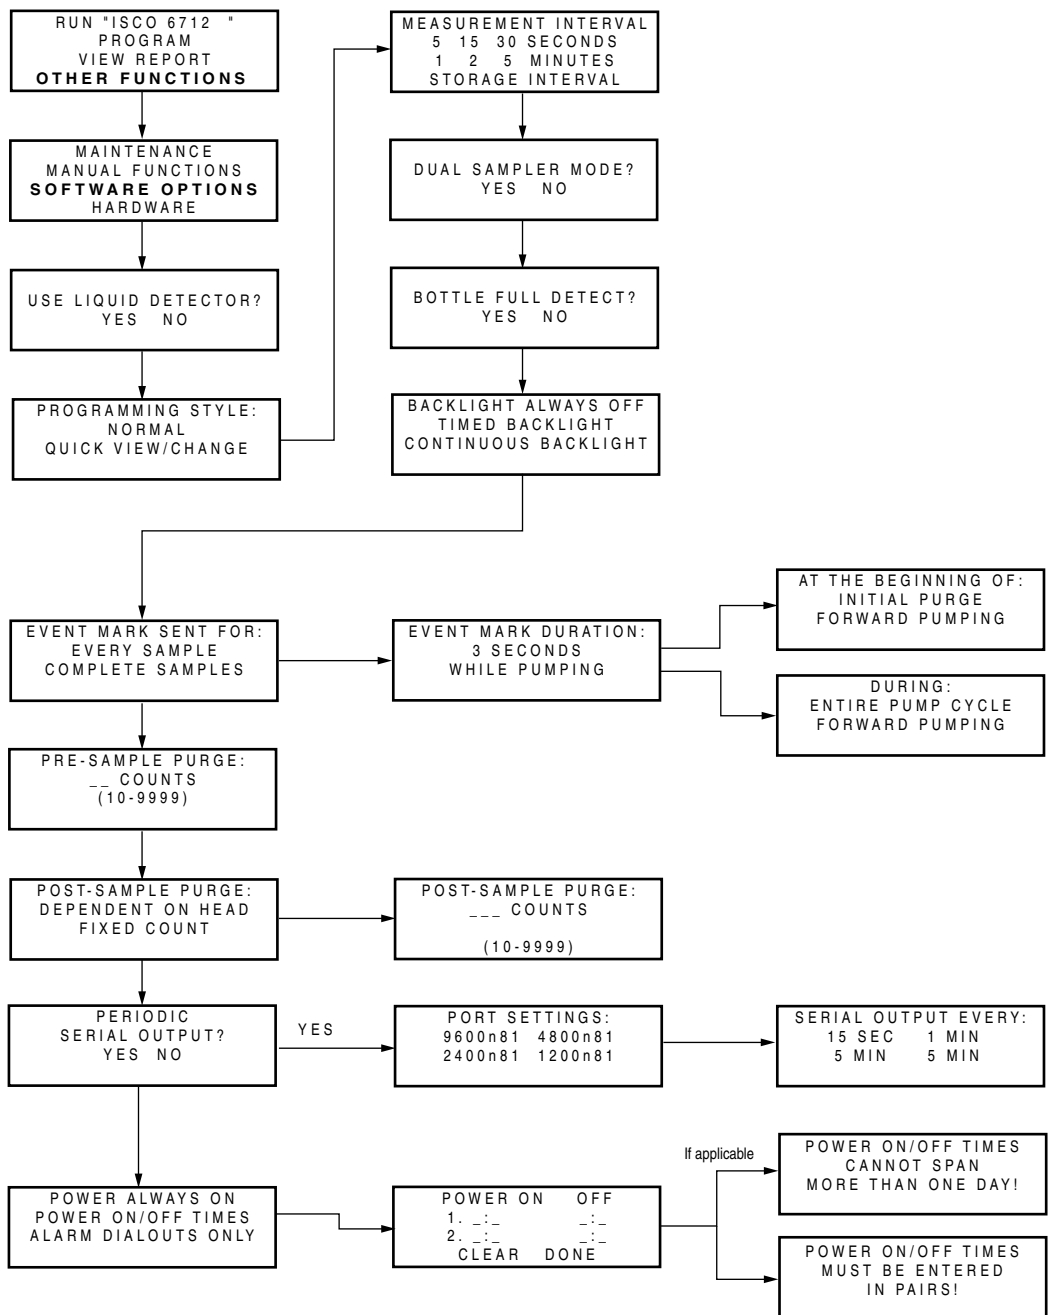 RUN "ISCO 6712 "
PROGRAM
VIEW REPORT
OTHER FUNCTIONS
MAINTENANCE
MANUAL FUNCTIONS
SOFTWARE OPTIONS
HARDWARE
USE LIQUID DETECTOR?
YES NO
PROGRAMMING STYLE:
NORMAL
QUICK VIEW/CHANGE
MEASUREMENT INTERVAL
5 15 30 SECONDS
1 2 5 MINUTES
STORAGE INTERVAL
DUAL SAMPLER MODE?
YES NO
BOTTLE FULL DETECT?
YES NO
BACKLIGHT ALWAYS OFF
TIMED BACKLIGHT
CONTINUOUS BACKLIGHT
EVENT MARK SENT FOR:
EVERY SAMPLE
COMPLETE SAMPLES
EVENT MARK DURATION:
3 SECONDS
WHILE PUMPING
AT THE BEGINNING OF:
INITIAL PURGE
FORWARD PUMPING
DURING:
ENTIRE PUMP CYCLE
FORWARD PUMPING
PRE-SAMPLE PURGE:
_ _ COUNTS
(10-9999)
POST-SAMPLE PURGE:
DEPENDENT ON HEAD
FIXED COUNT
POST-SAMPLE PURGE:
_ _ _ COUNTS
(10-9999)
PERIODIC
SERIAL OUTPUT?
YES NO
YES
PORT SETTINGS:
9600n81 4800n81
2400n81 1200n81
SERIAL OUTPUT EVERY:
15 SEC 1 MIN
5 MIN 5 MIN
POWER ALWAYS ON
POWER ON/OFF TIMES
ALARM DIALOUTS ONLY
POWER ON OFF
1. _:_ _:_
2. _:_ _:_
CLEAR DONE
If applicable
POWER ON/OFF TIMES
CANNOT SPAN
MORE THAN ONE DAY!
POWER ON/OFF TIMES
MUST BE ENTERED
IN PAIRS!